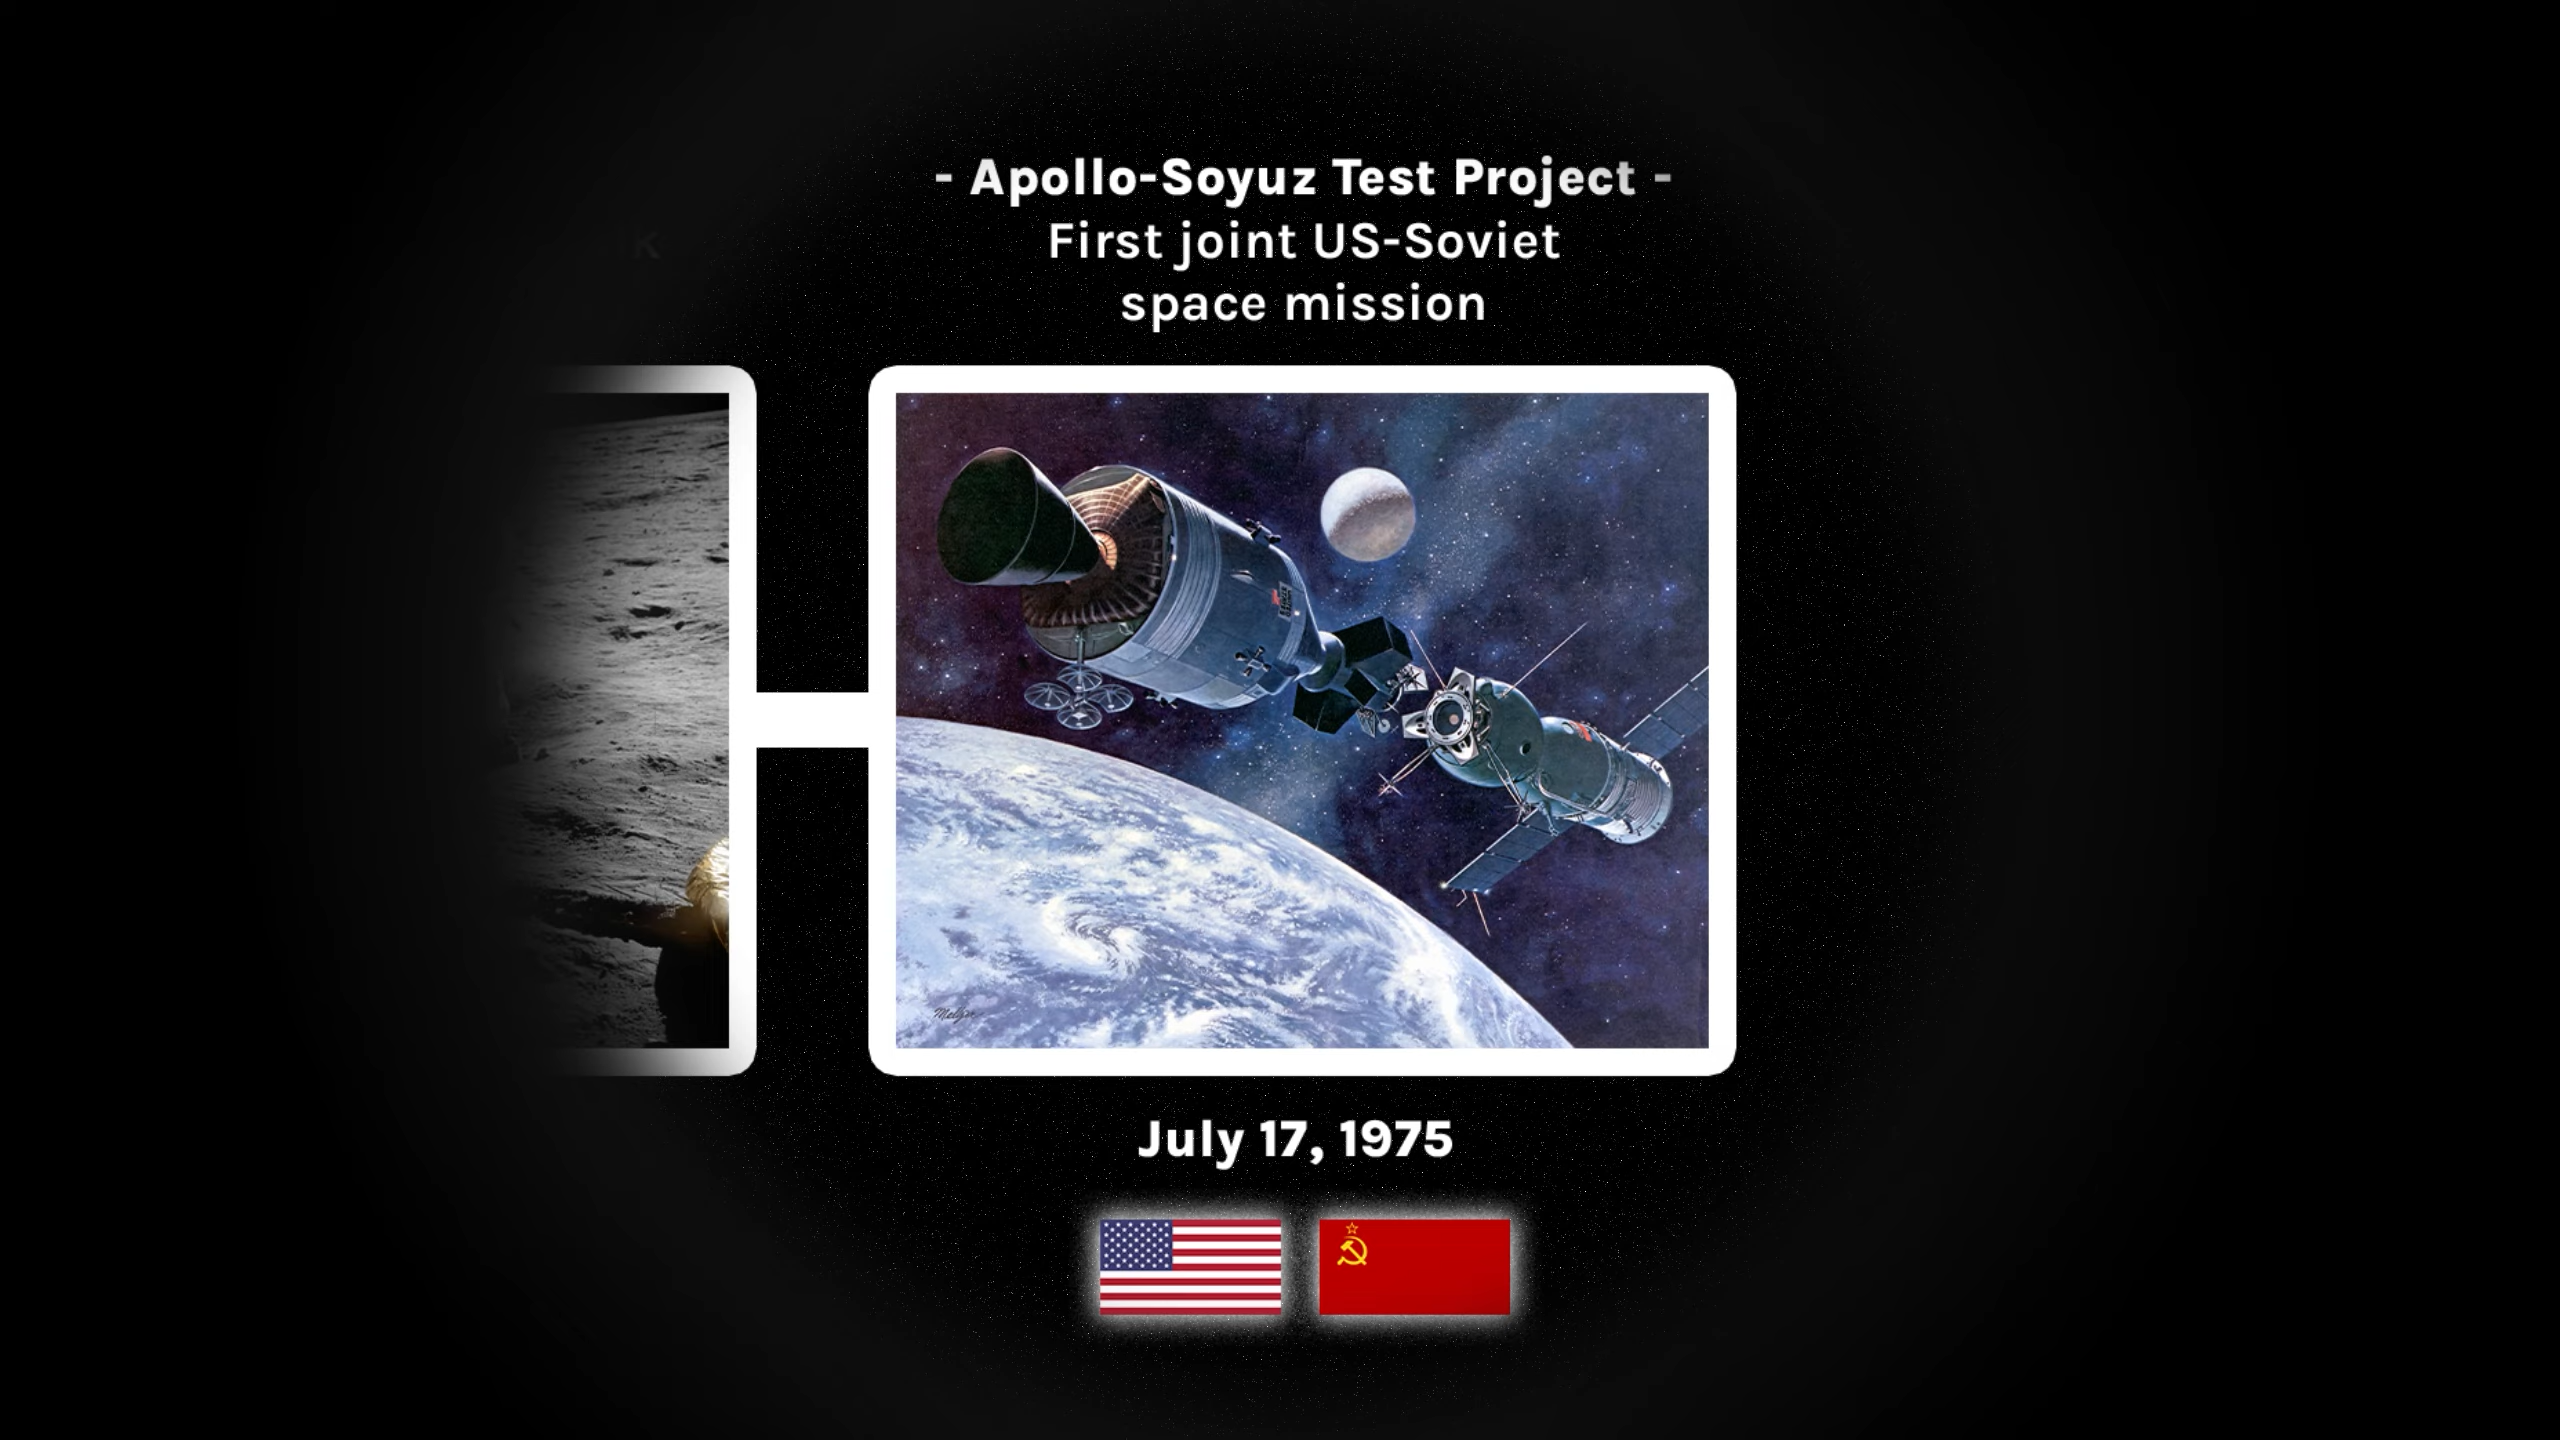 - Apollo-Soyuz Test Project -
First joint US-Soviet
space mission
July 17, 1975